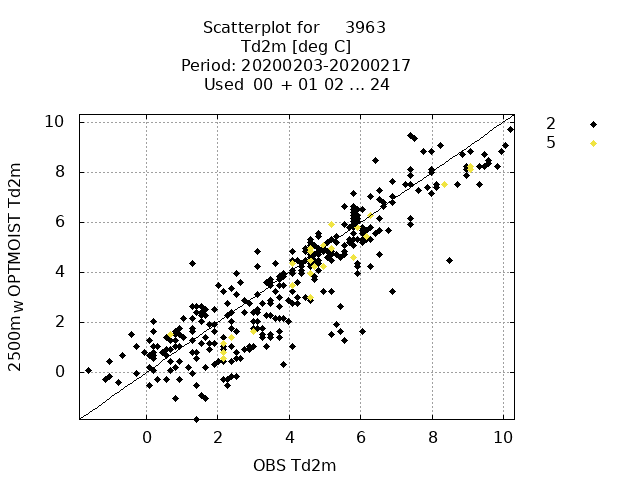 Scatterplot for 3963
Td2m [deg C]
Period: 20200203-20200217
Used 00 + 01 02 ... 24
2
5
10
8
6
4
2
0
2500m_W OPTMOIST Td2m
0 2 4 6 8 10
OBS Td2m